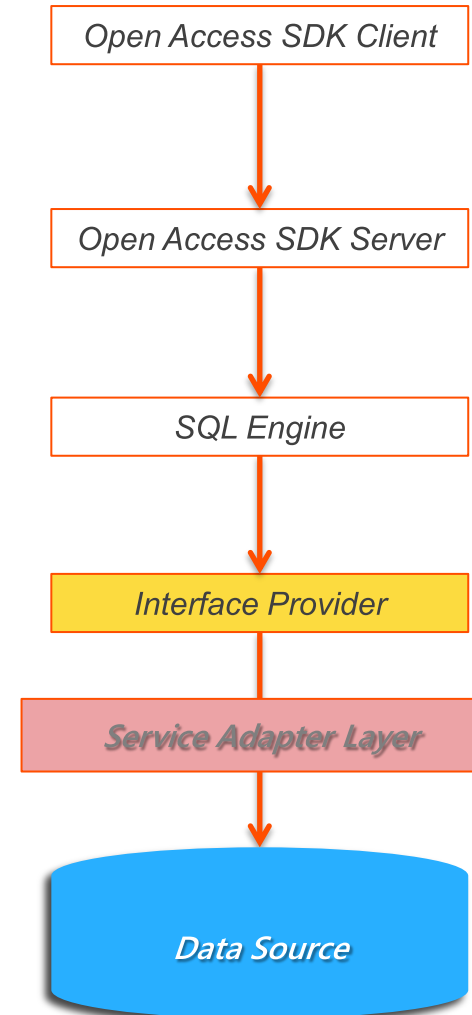 Open Access SDK Client
Open Access SDK Server
SQL Engine
Interface Provider
Service Adapter Layer
Data Source